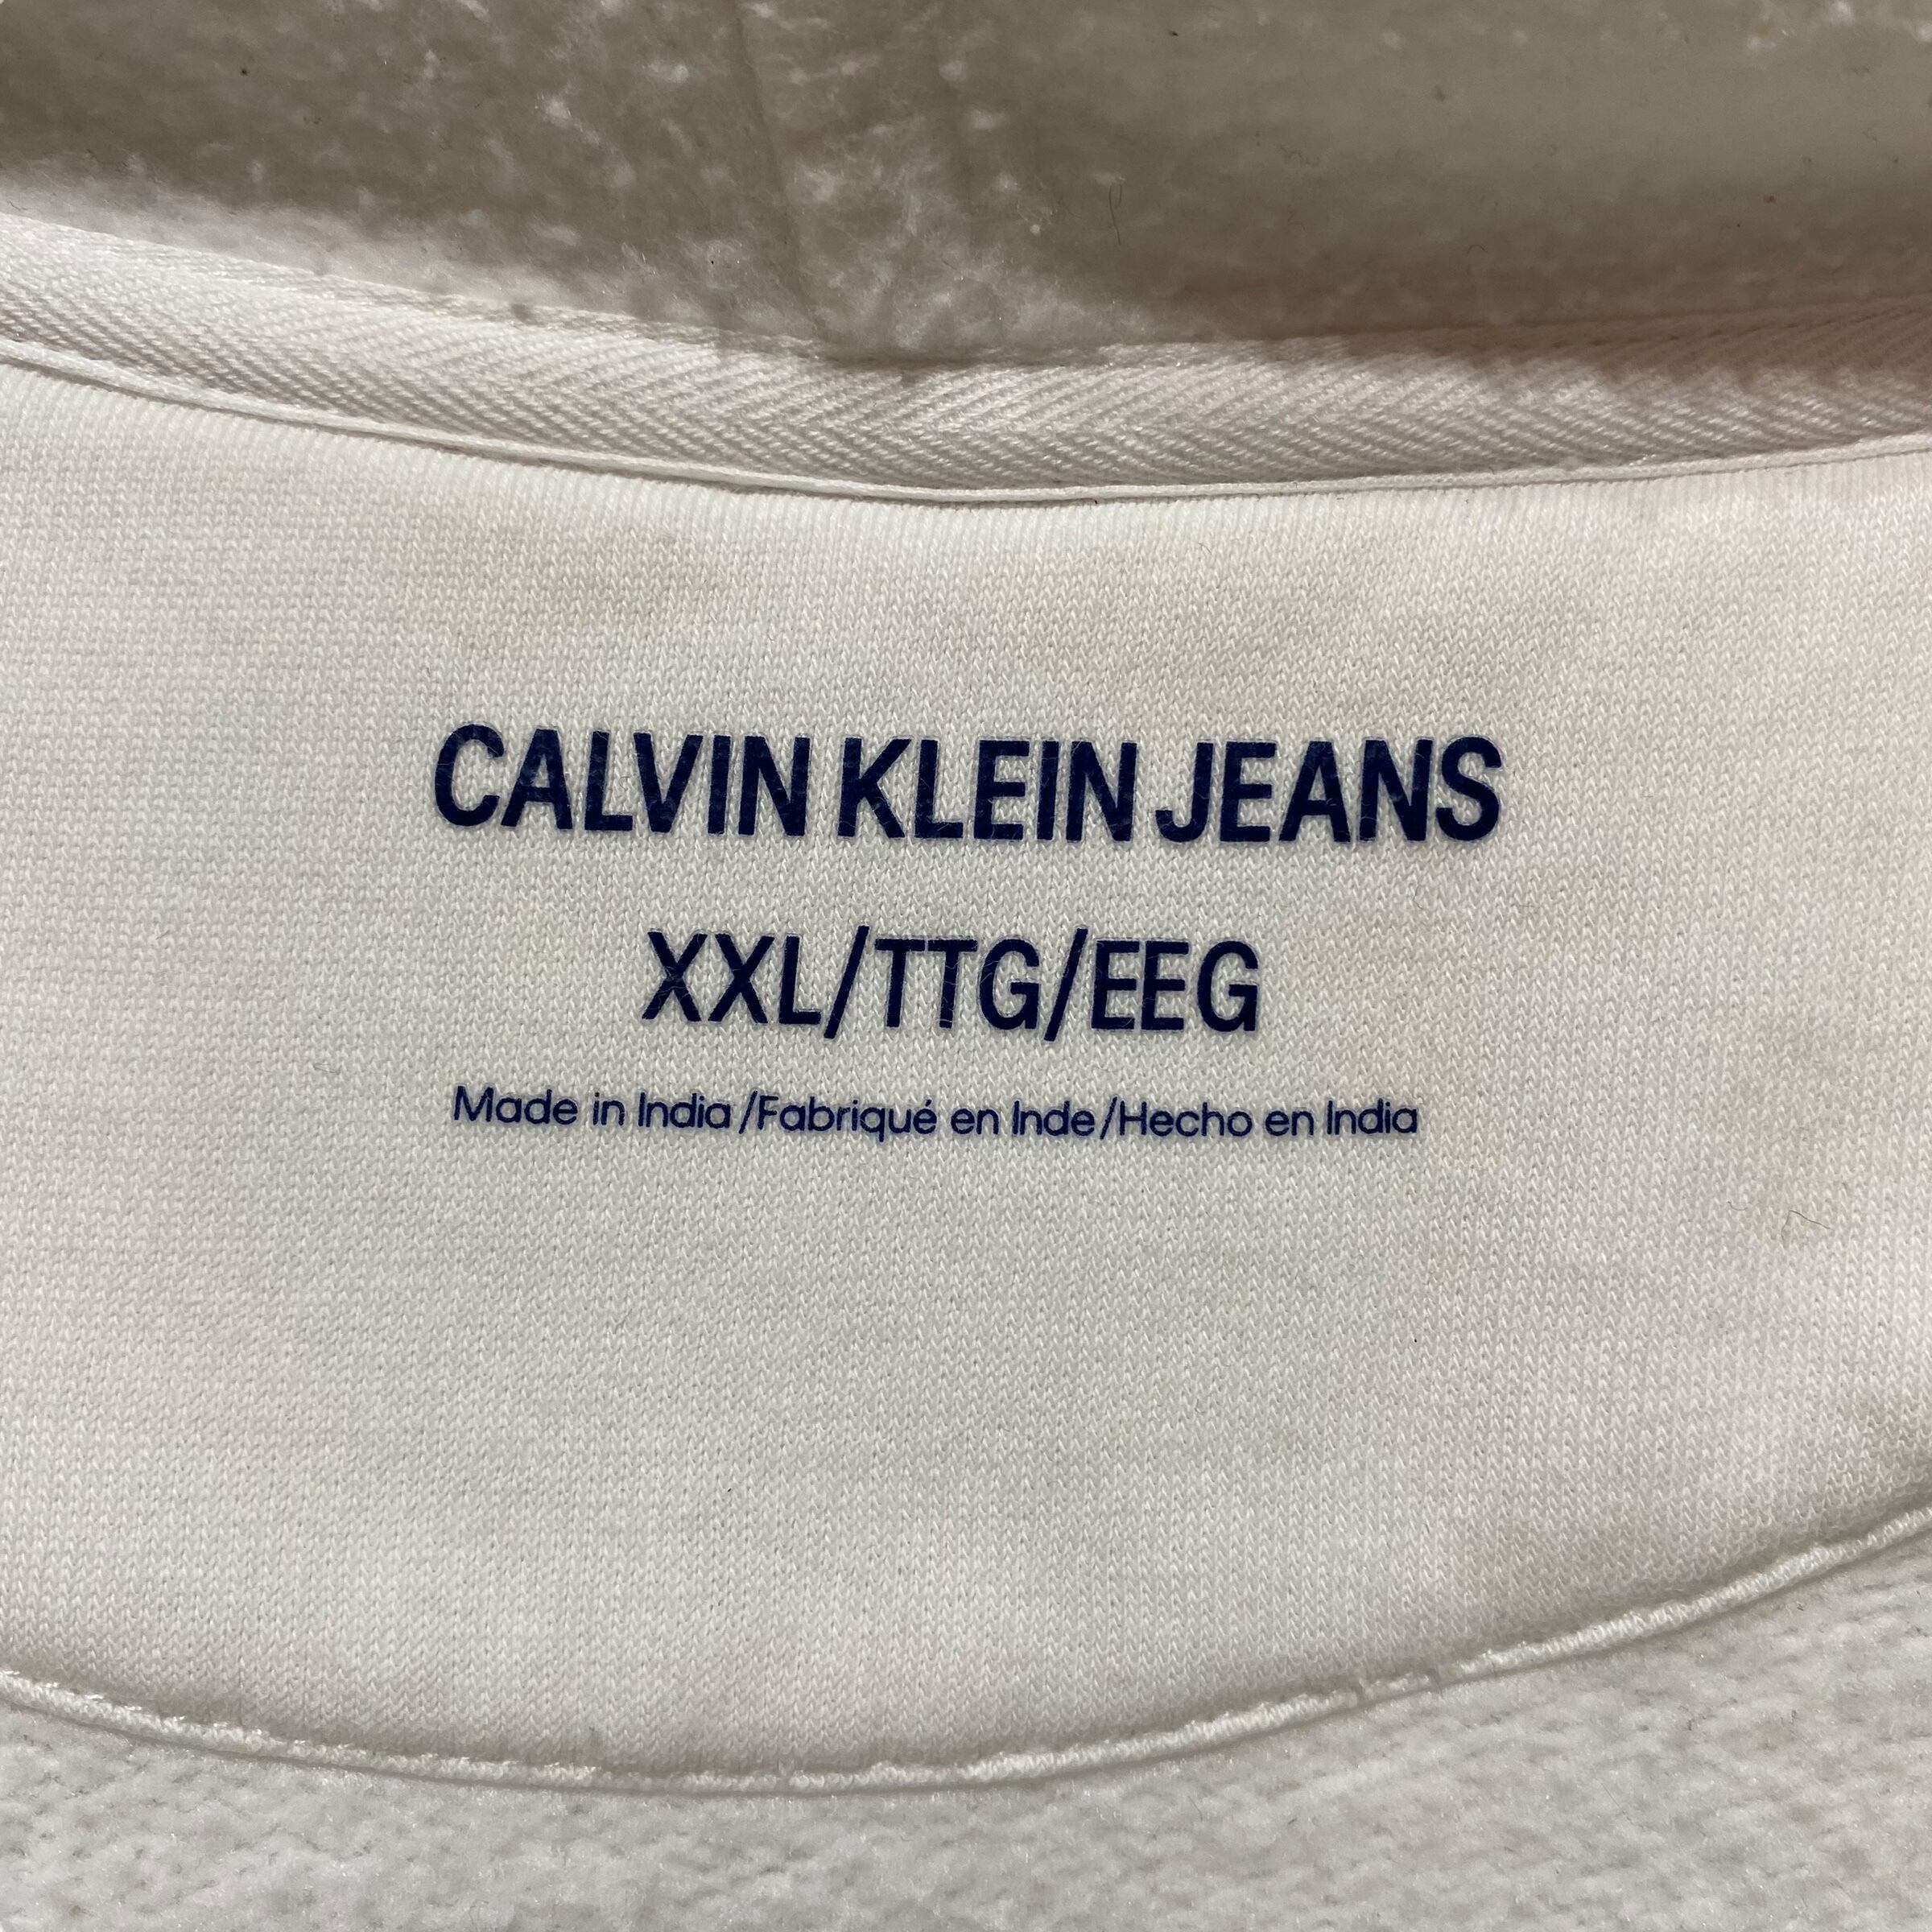 CALVIN KLEIN JEANS
XXL/TTG/EEG
Made in India/Fabriqué en Inde/Hecho en India